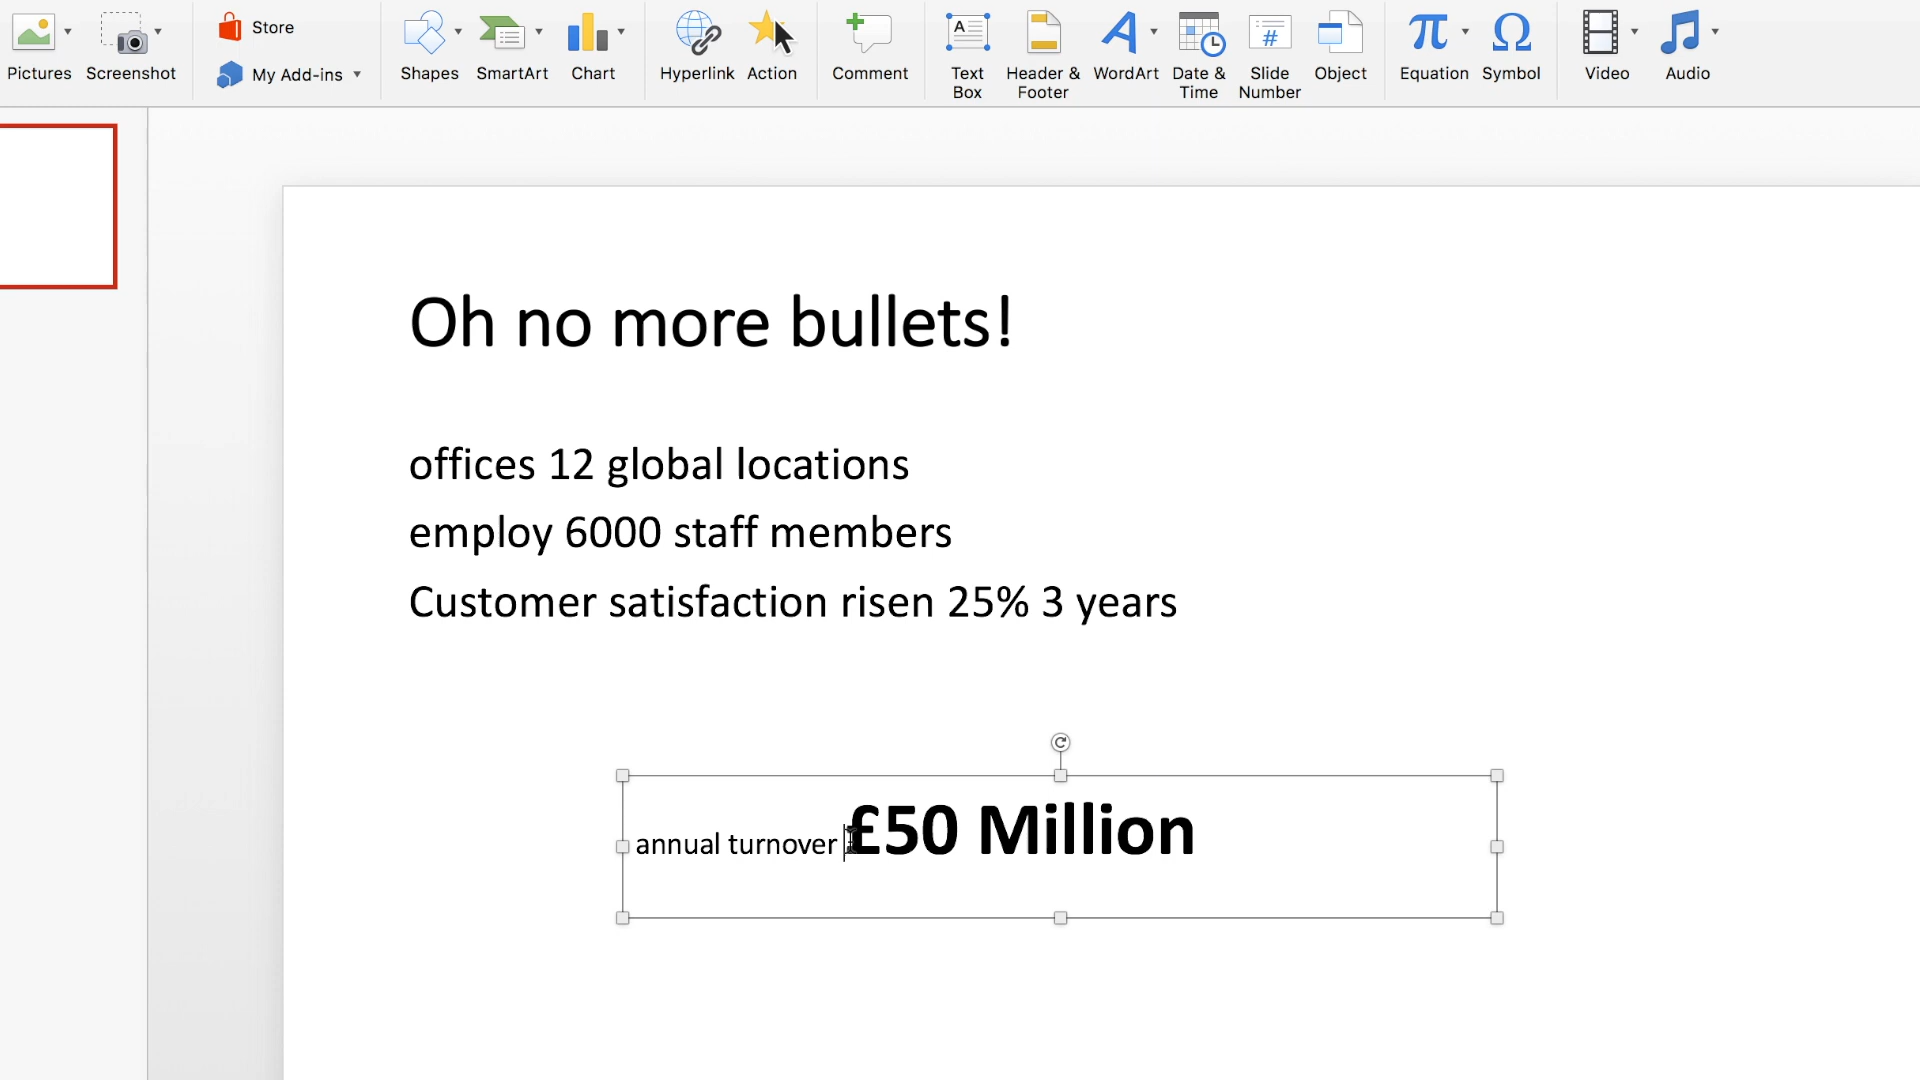 Pictures
Screenshot
Store
My Add-ins
Shapes
SmartArt
Chart
Hyperlink
Action
Comment
A
Text
Box
Header &
Footer
WordArt
Date &
Time
#
Slide
Number
Object
π
Equation
Ω
Symbol
Video
Audio
Oh no more bullets!
offices 12 global locations
employ 6000 staff members
Customer satisfaction risen 25% 3 years
annual turnover £50 Million